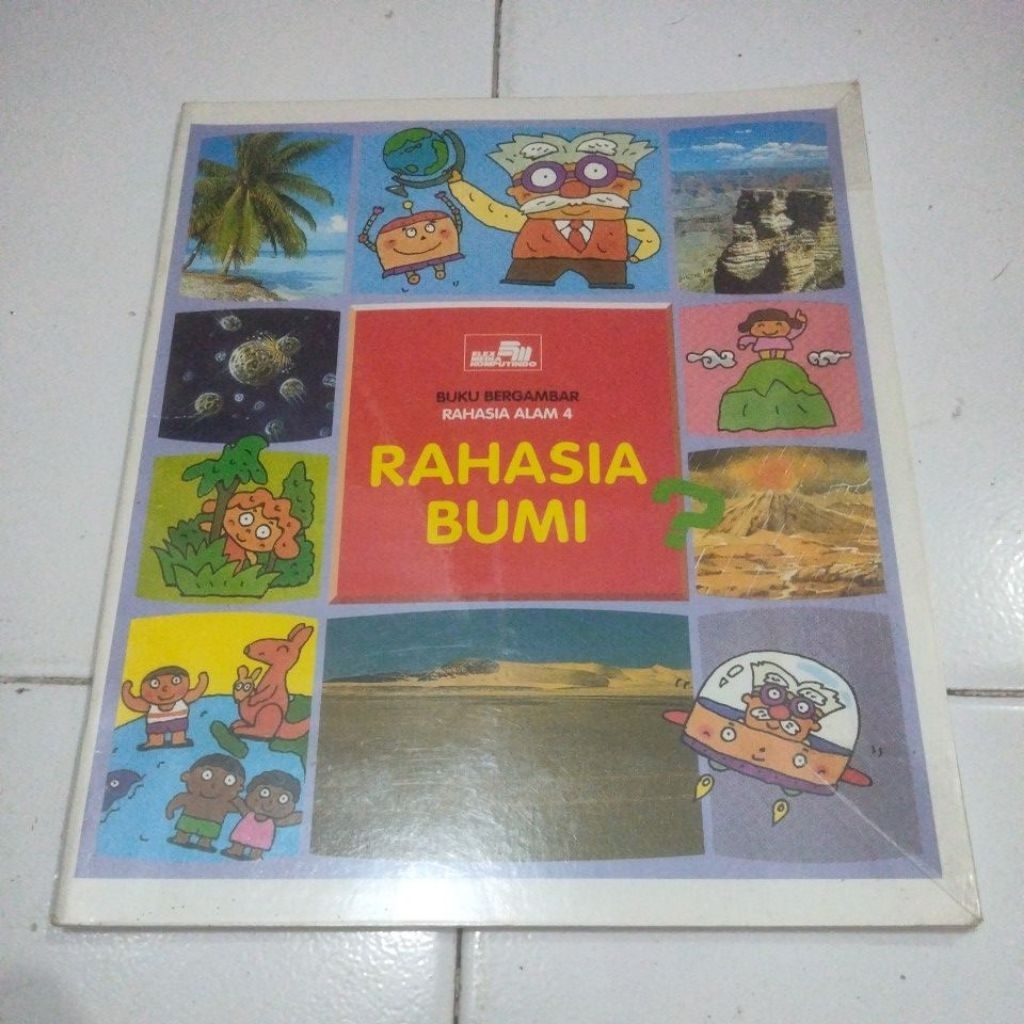 ELEX
MEDIA
KOMPUTINDO
BUKU BERGAMBAR
RAHASIA ALAM 4
RAHASIA
BUMI
?